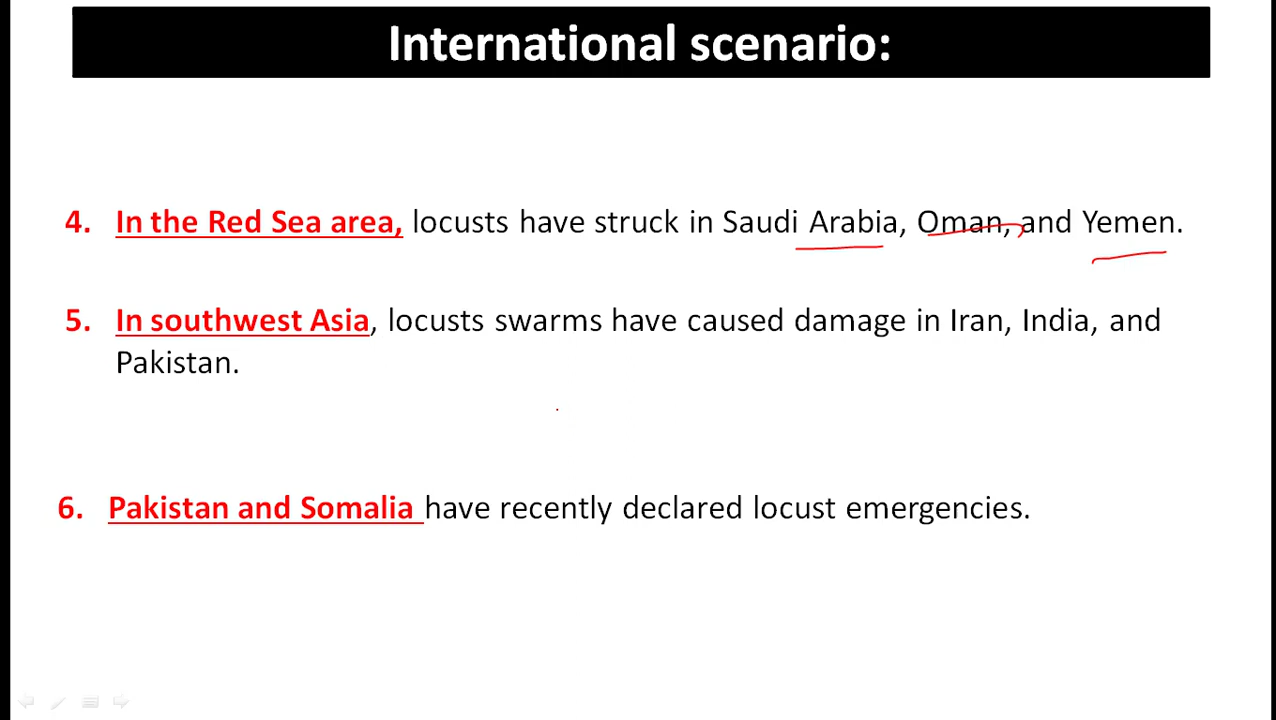 International scenario:
4. In the Red Sea area, locusts have struck in Saudi Arabia, Oman, and Yemen.
5. In southwest Asia, locusts swarms have caused damage in Iran, India, and
Pakistan.
6. Pakistan and Somalia have recently declared locust emergencies.